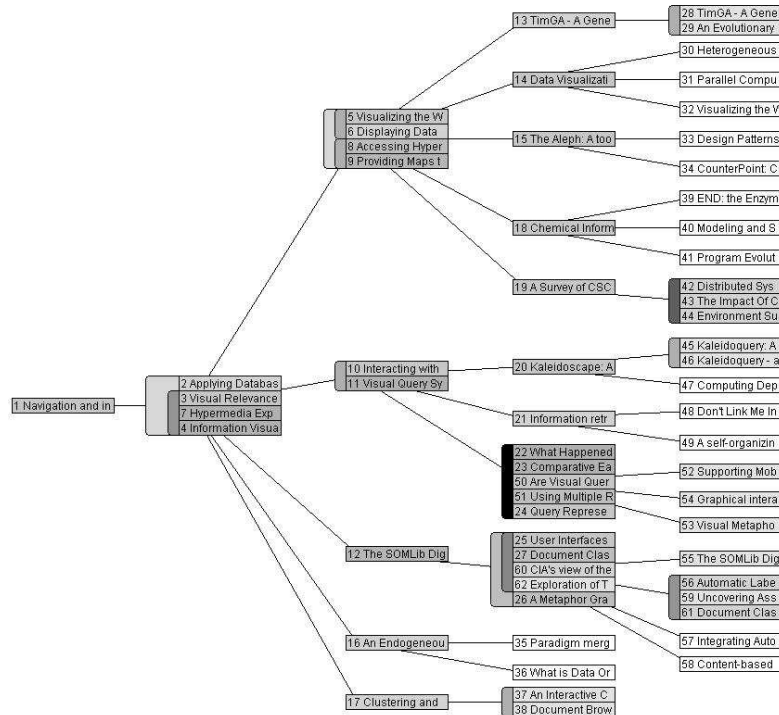 1 Navigation and in
2 Applying Databas
3 Visual Relevance
7 Hypermedia Exp
4 Information Visua
5 Visualizing the W
6 Displaying Data
8 Accessing Hyper
9 Providing Maps t
10 Interacting with
11 Visual Query Sy
12 The SOMLib Dig
16 An Endogeneou
17 Clustering and
13 TimGA - A Gene
14 Data Visualizati
15 The Aleph: A too
18 Chemical Inform
19 A Survey of CSC
20 Kaleidoscape: A
21 Information retr
22 What Happened
23 Comparative Ea
50 Are Visual Quer
51 Using Multiple R
24 Query Represe
25 User Interfaces
27 Document Clas
60 CIA's view of the
62 Exploration of T
26 A Metaphor Gra
35 Paradigm merg
36 What is Data Or
37 An Interactive C
38 Document Brow
28 TimGA - A Gene
29 An Evolutionary
30 Heterogeneous
31 Parallel Compu
32 Visualizing the W
33 Design Patterns
34 CounterPoint: C
39 END: the Enzym
40 Modeling and S
41 Program Evolut
42 Distributed Sys
43 The Impact Of C
44 Environment Su
45 Kaleidoquery: A
46 Kaleidoquery - a
47 Computing Dep
48 Don't Link Me In
49 A self-organizin
52 Supporting Mob
54 Graphical intera
53 Visual Metapho
55 The SOMLib Dig
56 Automatic Labe
59 Uncovering Ass
61 Document Clas
57 Integrating Auto
58 Content-based